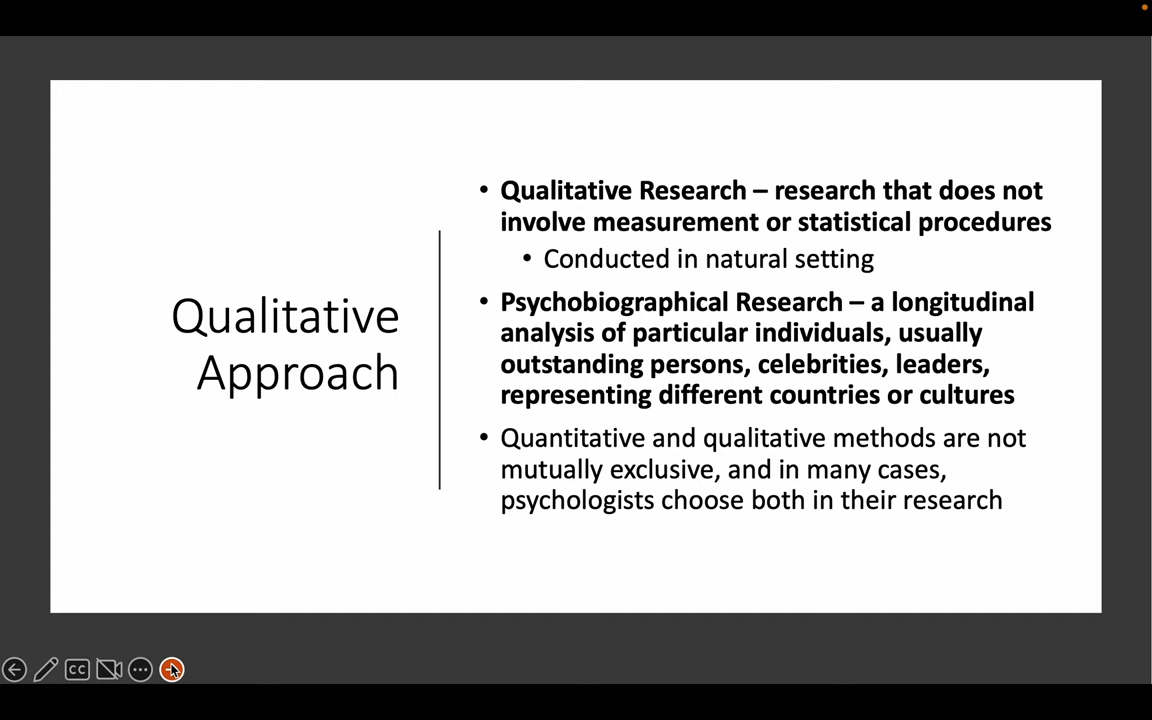 Qualitative
Approach
• Qualitative Research – research that does not
involve measurement or statistical procedures
• Conducted in natural setting
• Psychobiographical Research – a longitudinal
analysis of particular individuals, usually
outstanding persons, celebrities, leaders,
representing different countries or cultures
• Quantitative and qualitative methods are not
mutually exclusive, and in many cases,
psychologists choose both in their research
CC